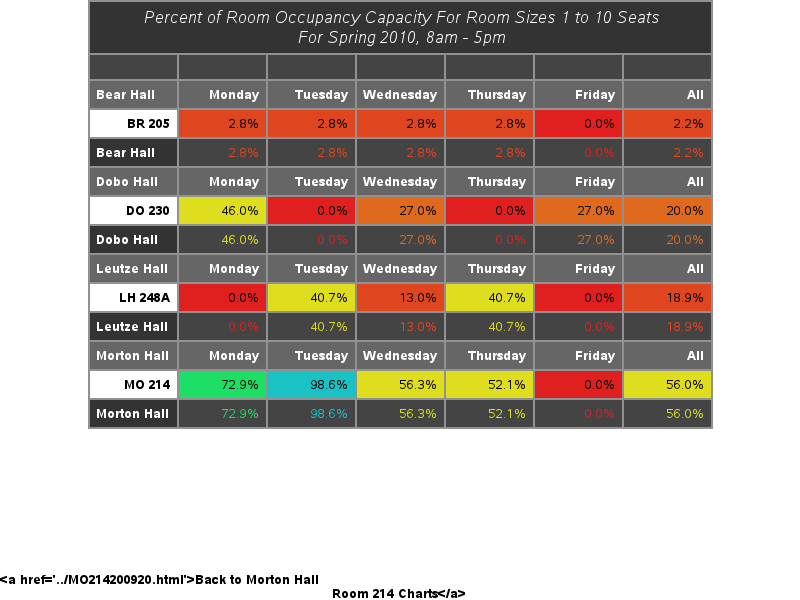 Percent of Room Occupancy Capacity For Room Sizes 1 to 10 Seats
For Spring 2010, 8am - 5pm
Bear Hall Monday Tuesday Wednesday Thursday Friday All
BR 205 2.8% 2.8% 2.8% 2.8% 0.0% 2.2%
Bear Hall 2.8% 2.8% 2.8% 2.8% 0.0% 2.2%
Dobo Hall Monday Tuesday Wednesday Thursday Friday All
DO 230 46.0% 0.0% 27.0% 0.0% 27.0% 20.0%
Dobo Hall 46.0% 0.0% 27.0% 0.0% 27.0% 20.0%
Leutze Hall Monday Tuesday Wednesday Thursday Friday All
LH 248A 0.0% 40.7% 13.0% 40.7% 0.0% 18.9%
Leutze Hall 0.0% 40.7% 13.0% 40.7% 0.0% 18.9%
Morton Hall Monday Tuesday Wednesday Thursday Friday All
MO 214 72.9% 98.6% 56.3% 52.1% 0.0% 56.0%
Morton Hall 72.9% 98.6% 56.3% 52.1% 0.0% 56.0%
<a href='../MO214200920.html'>Back to Morton Hall
Room 214 Charts</a>